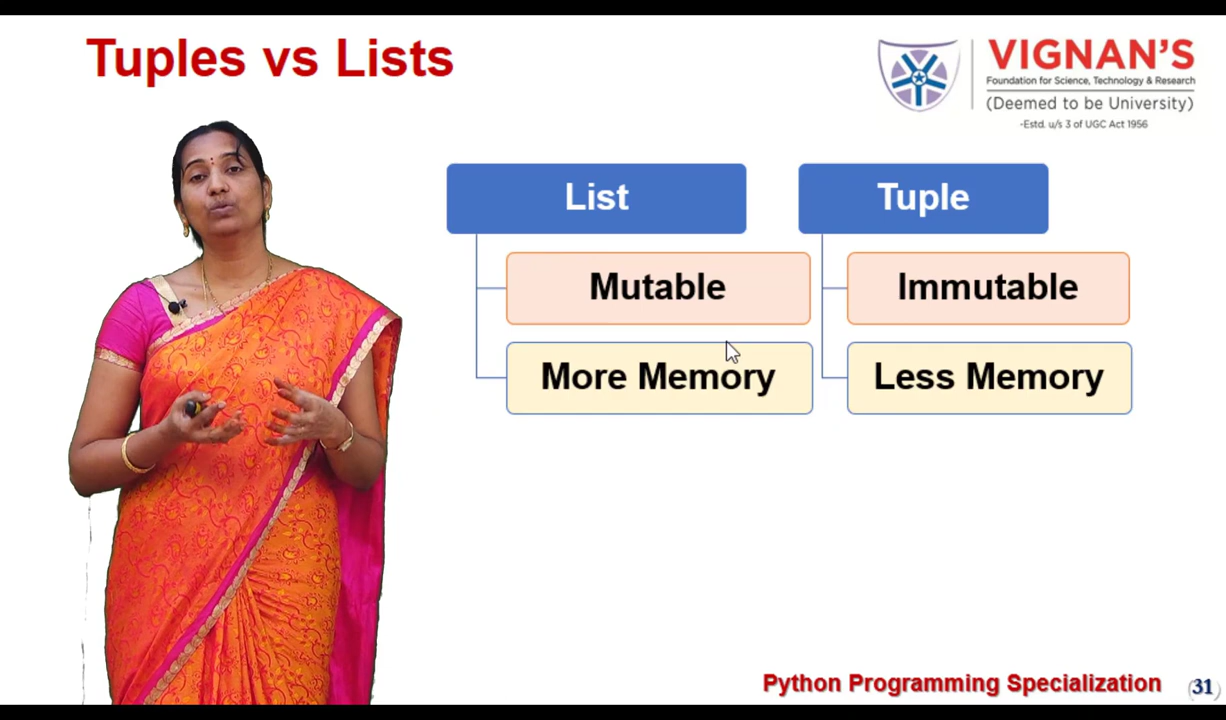 Tuples vs Lists
VIGNAN'S
Foundation for Science, Technology & Research
(Deemed to be University)
-Estd. u/s 3 of UGC Act 1956
List
Tuple
Mutable
Immutable
More Memory
Less Memory
Python Programming Specialization
(31)